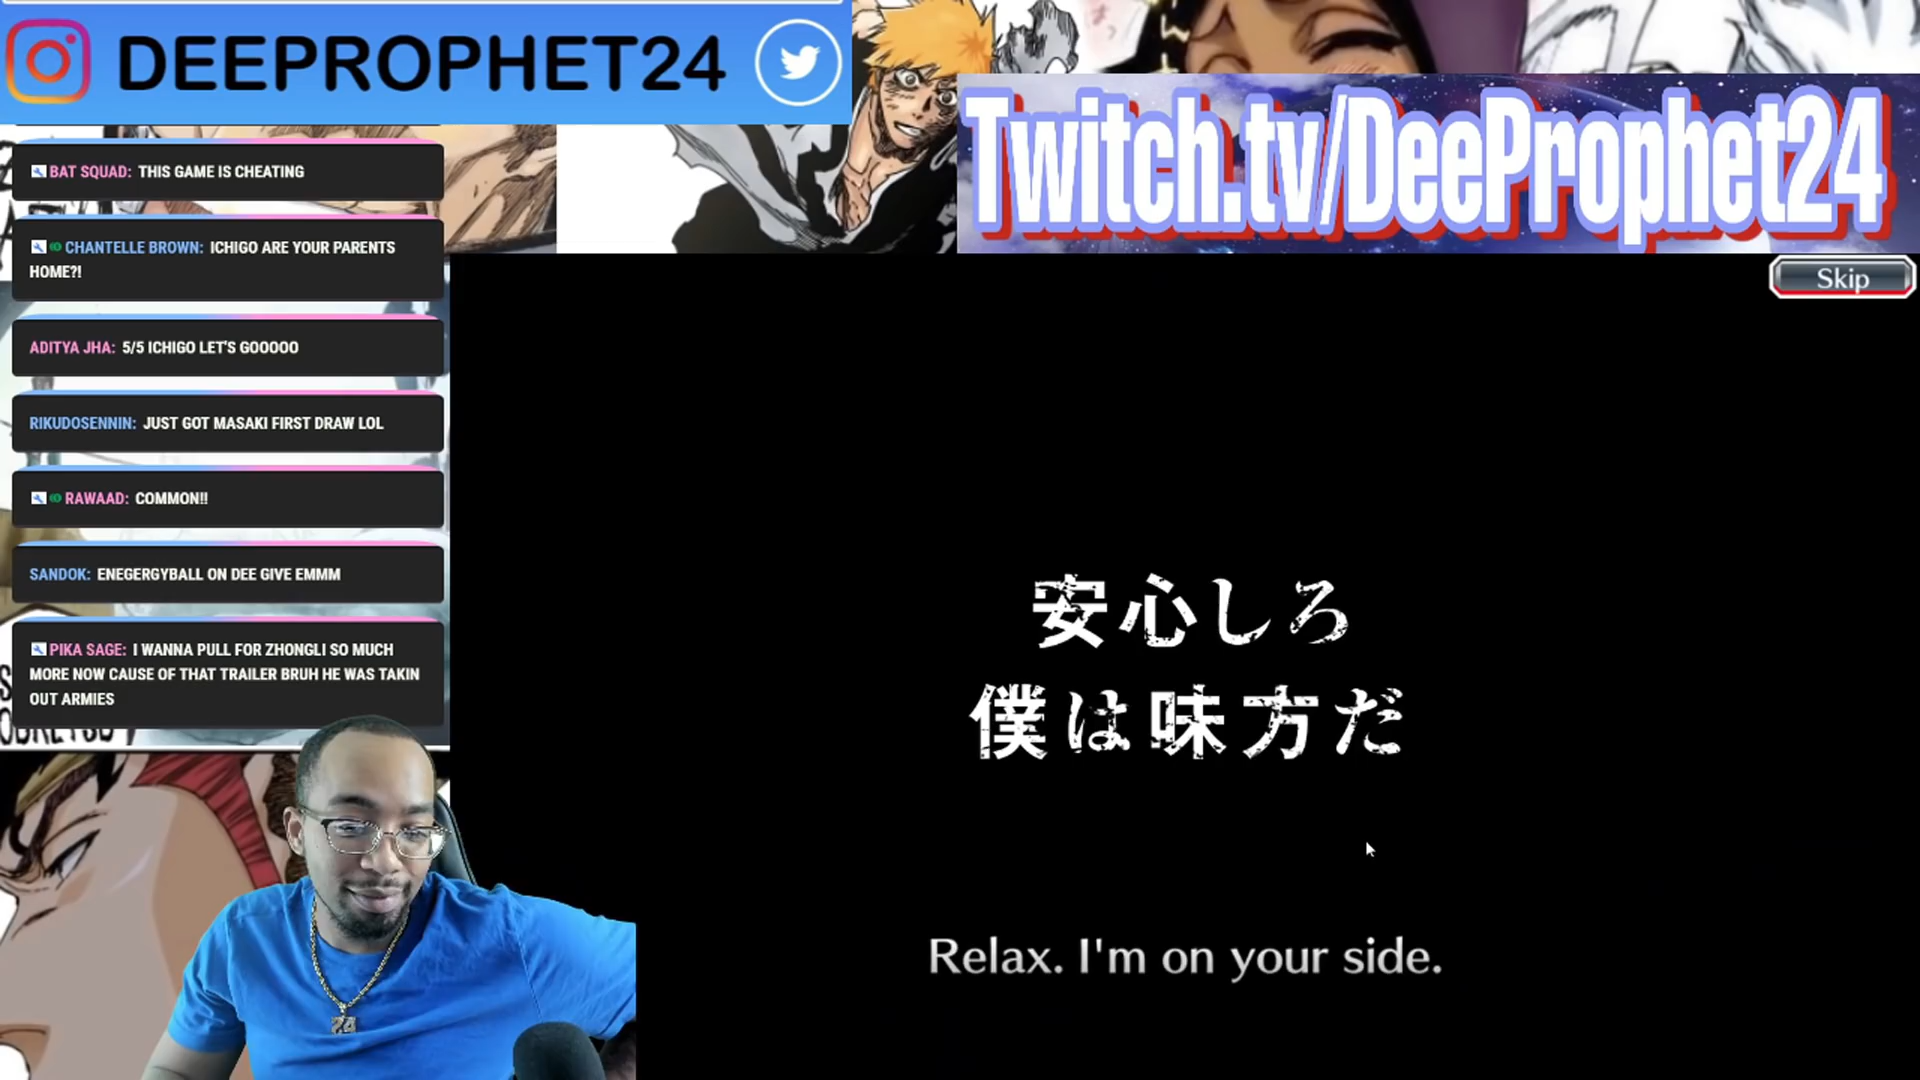 DEEPROPHET24
Twitch.tv/DeeProphet24
BAT SQUAD: THIS GAME IS CHEATING
CHANTELLE BROWN: ICHIGO ARE YOUR PARENTS
HOME?!
ADITYA JHA: 5/5 ICHIGO LET'S GOOOOO
RIKUDOSENNIN: JUST GOT MASAKI FIRST DRAW LOL
RAWAAD: COMMON!!
SANDOK: ENEGERGYBALL ON DEE GIVE EMMM
PIKA SAGE: I WANNA PULL FOR ZHONGLI SO MUCH
MORE NOW CAUSE OF THAT TRAILER BRUH HE WAS TAKIN
OUT ARMIES
Skip
安心しろ
僕は味方だ
Relax. I'm on your side.
24